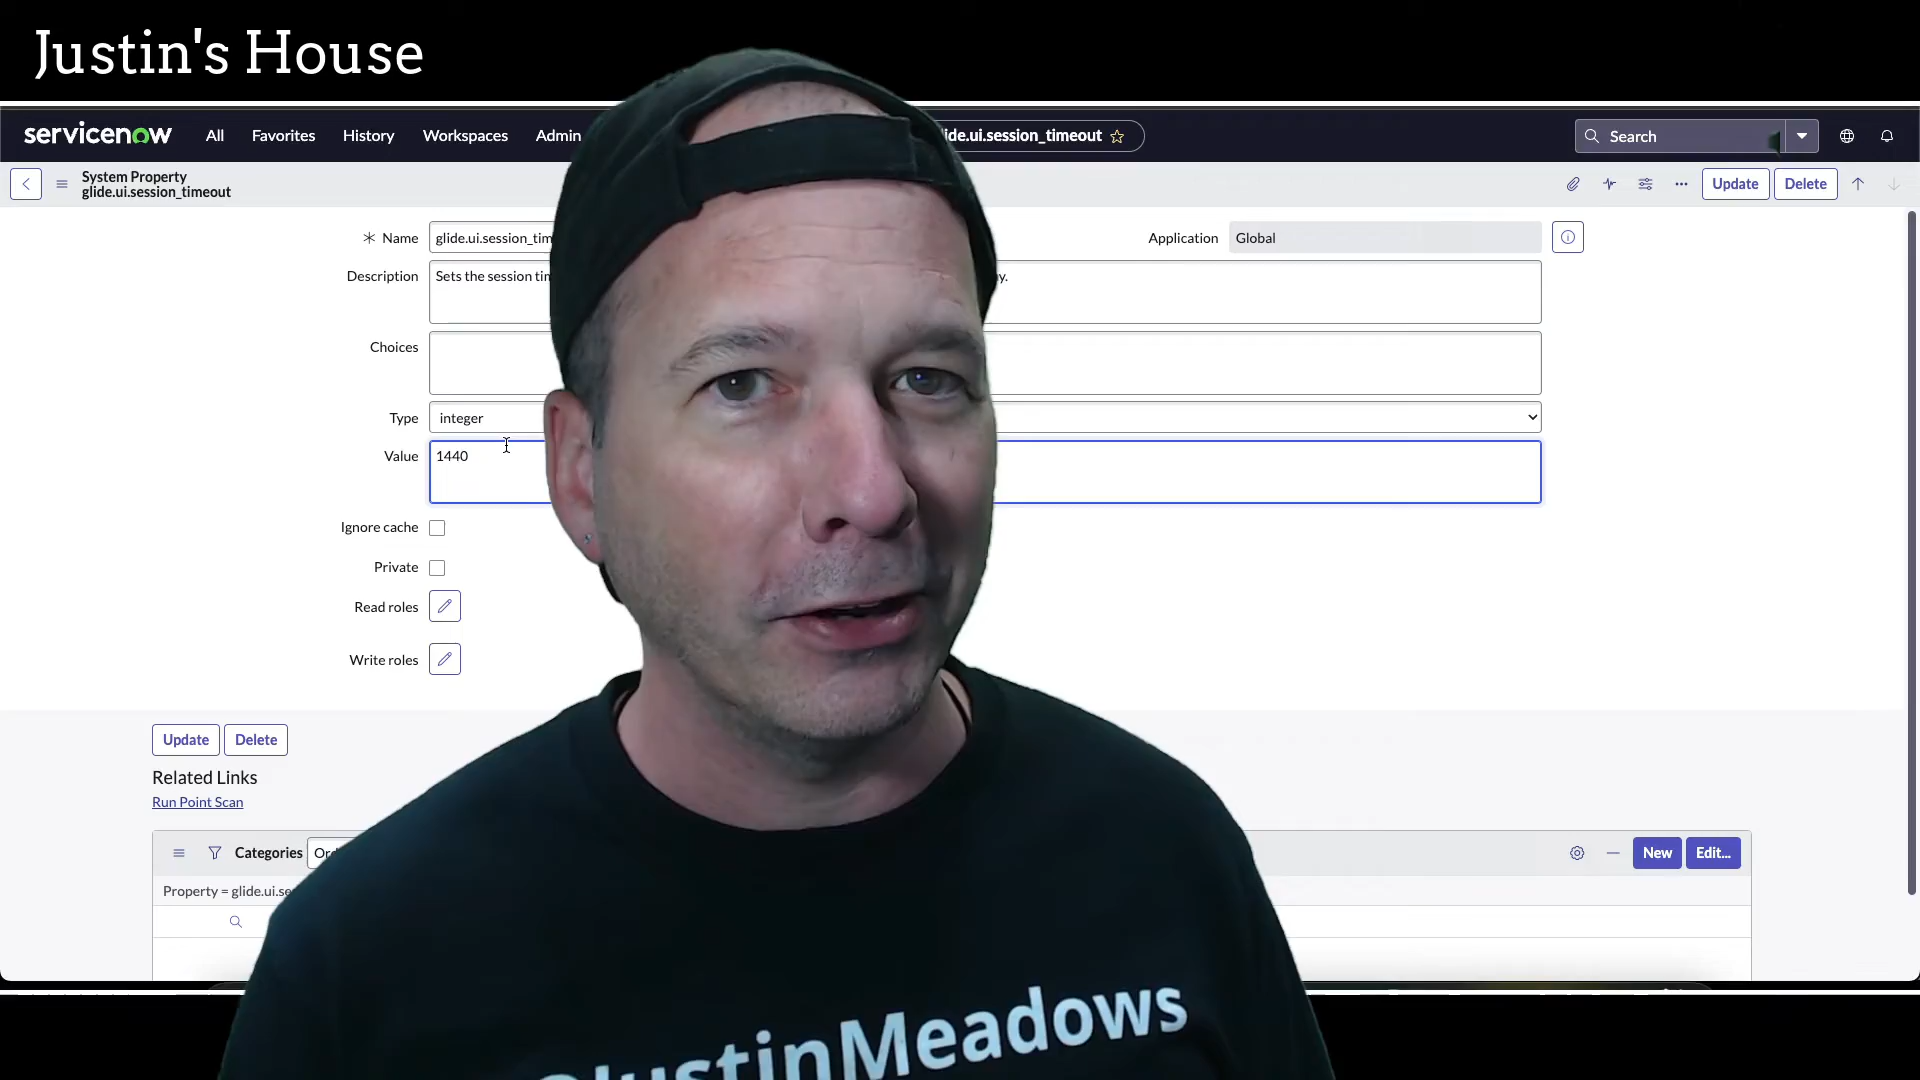 Justin's House
servicenow All Favorites History Workspaces Admin lide.ui.session_timeout Search
System Property
glide.ui.session_timeout
Update Delete
Name glide.ui.session_tim Application Global
Description Sets the session tim y.
Choices
Type integer
Value 1440
Ignore cache
Private
Read roles
Write roles
Update Delete
Related Links
Run Point Scan
Categories Ord New Edit...
Property = glide.ui.se
JustinMeadows